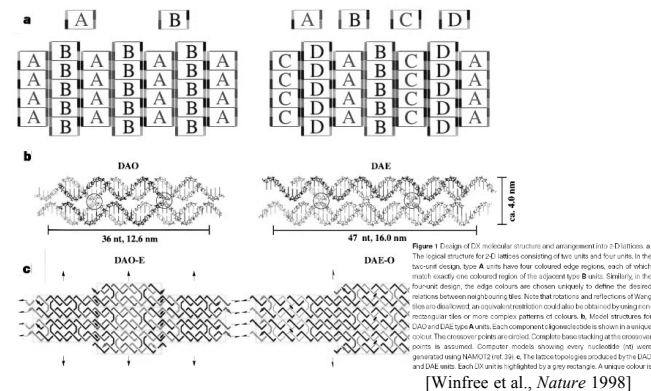 a
A B A B C D
B B B D B D
A B A B A B A C D A B C D A
A B A B A B A C D A B C D A
A B A B A B A C D A B C D A
A B A B A B A C D A B C D A
b
DAO DAE
ca. 4.0 nm
36 nt, 12.6 nm 47 nt, 16.0 nm
c
DAO-E DAE-O
Figure 1 Design of DX molecular structure and arrangement into 2-D lattices. a,
The logical structure for 2-D lattices consisting of two units and four units. In the
two-unit design, type A units have four coloured edge regions, each of which
match exactly one coloured region of the adjacent type B units. Similarly, in the
four-unit design, the edge colours are chosen uniquely to define the desired
relations between neighbouring tiles. Note that rotations and reflections of Wang
tiles are disallowed; an equivalent restriction could also be obtained by using non-
rectangular tiles or more complex patterns of colours. b, Model structures for
DAO and DAE type A units. Each component oligonucleotide is shown in a unique
colour. The crossover points are circled. Complete base stacking at the crossover
points is assumed. Computer models showing every nucleotide (nt) were
generated using NAMOT2 (ref. 39). c, The lattice topologies produced by the DAO
and DAE units. Each DX unit is highlighted by a grey rectangle. A unique colour is
[Winfree et al., Nature 1998]